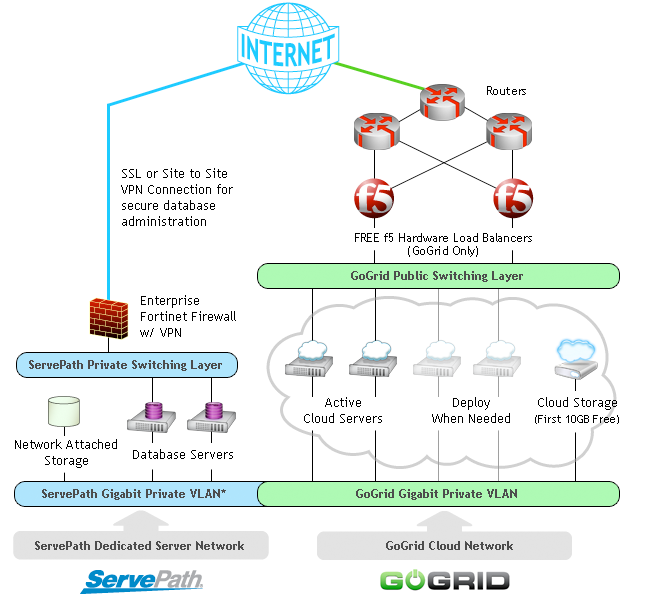 INTERNET
Routers
SSL or Site to Site
VPN Connection for
secure database
administration
f5
f5
FREE f5 Hardware Load Balancers
(GoGrid Only)
GoGrid Public Switching Layer
Enterprise
Fortinet Firewall
w/ VPN
ServePath Private Switching Layer
Active
Cloud Servers
Deploy
When Needed
Cloud Storage
(First 10GB Free)
Network Attached
Storage
Database Servers
ServePath Gigabit Private VLAN*
GoGrid Gigabit Private VLAN
ServePath Dedicated Server Network
GoGrid Cloud Network
ServePath
GOGRID